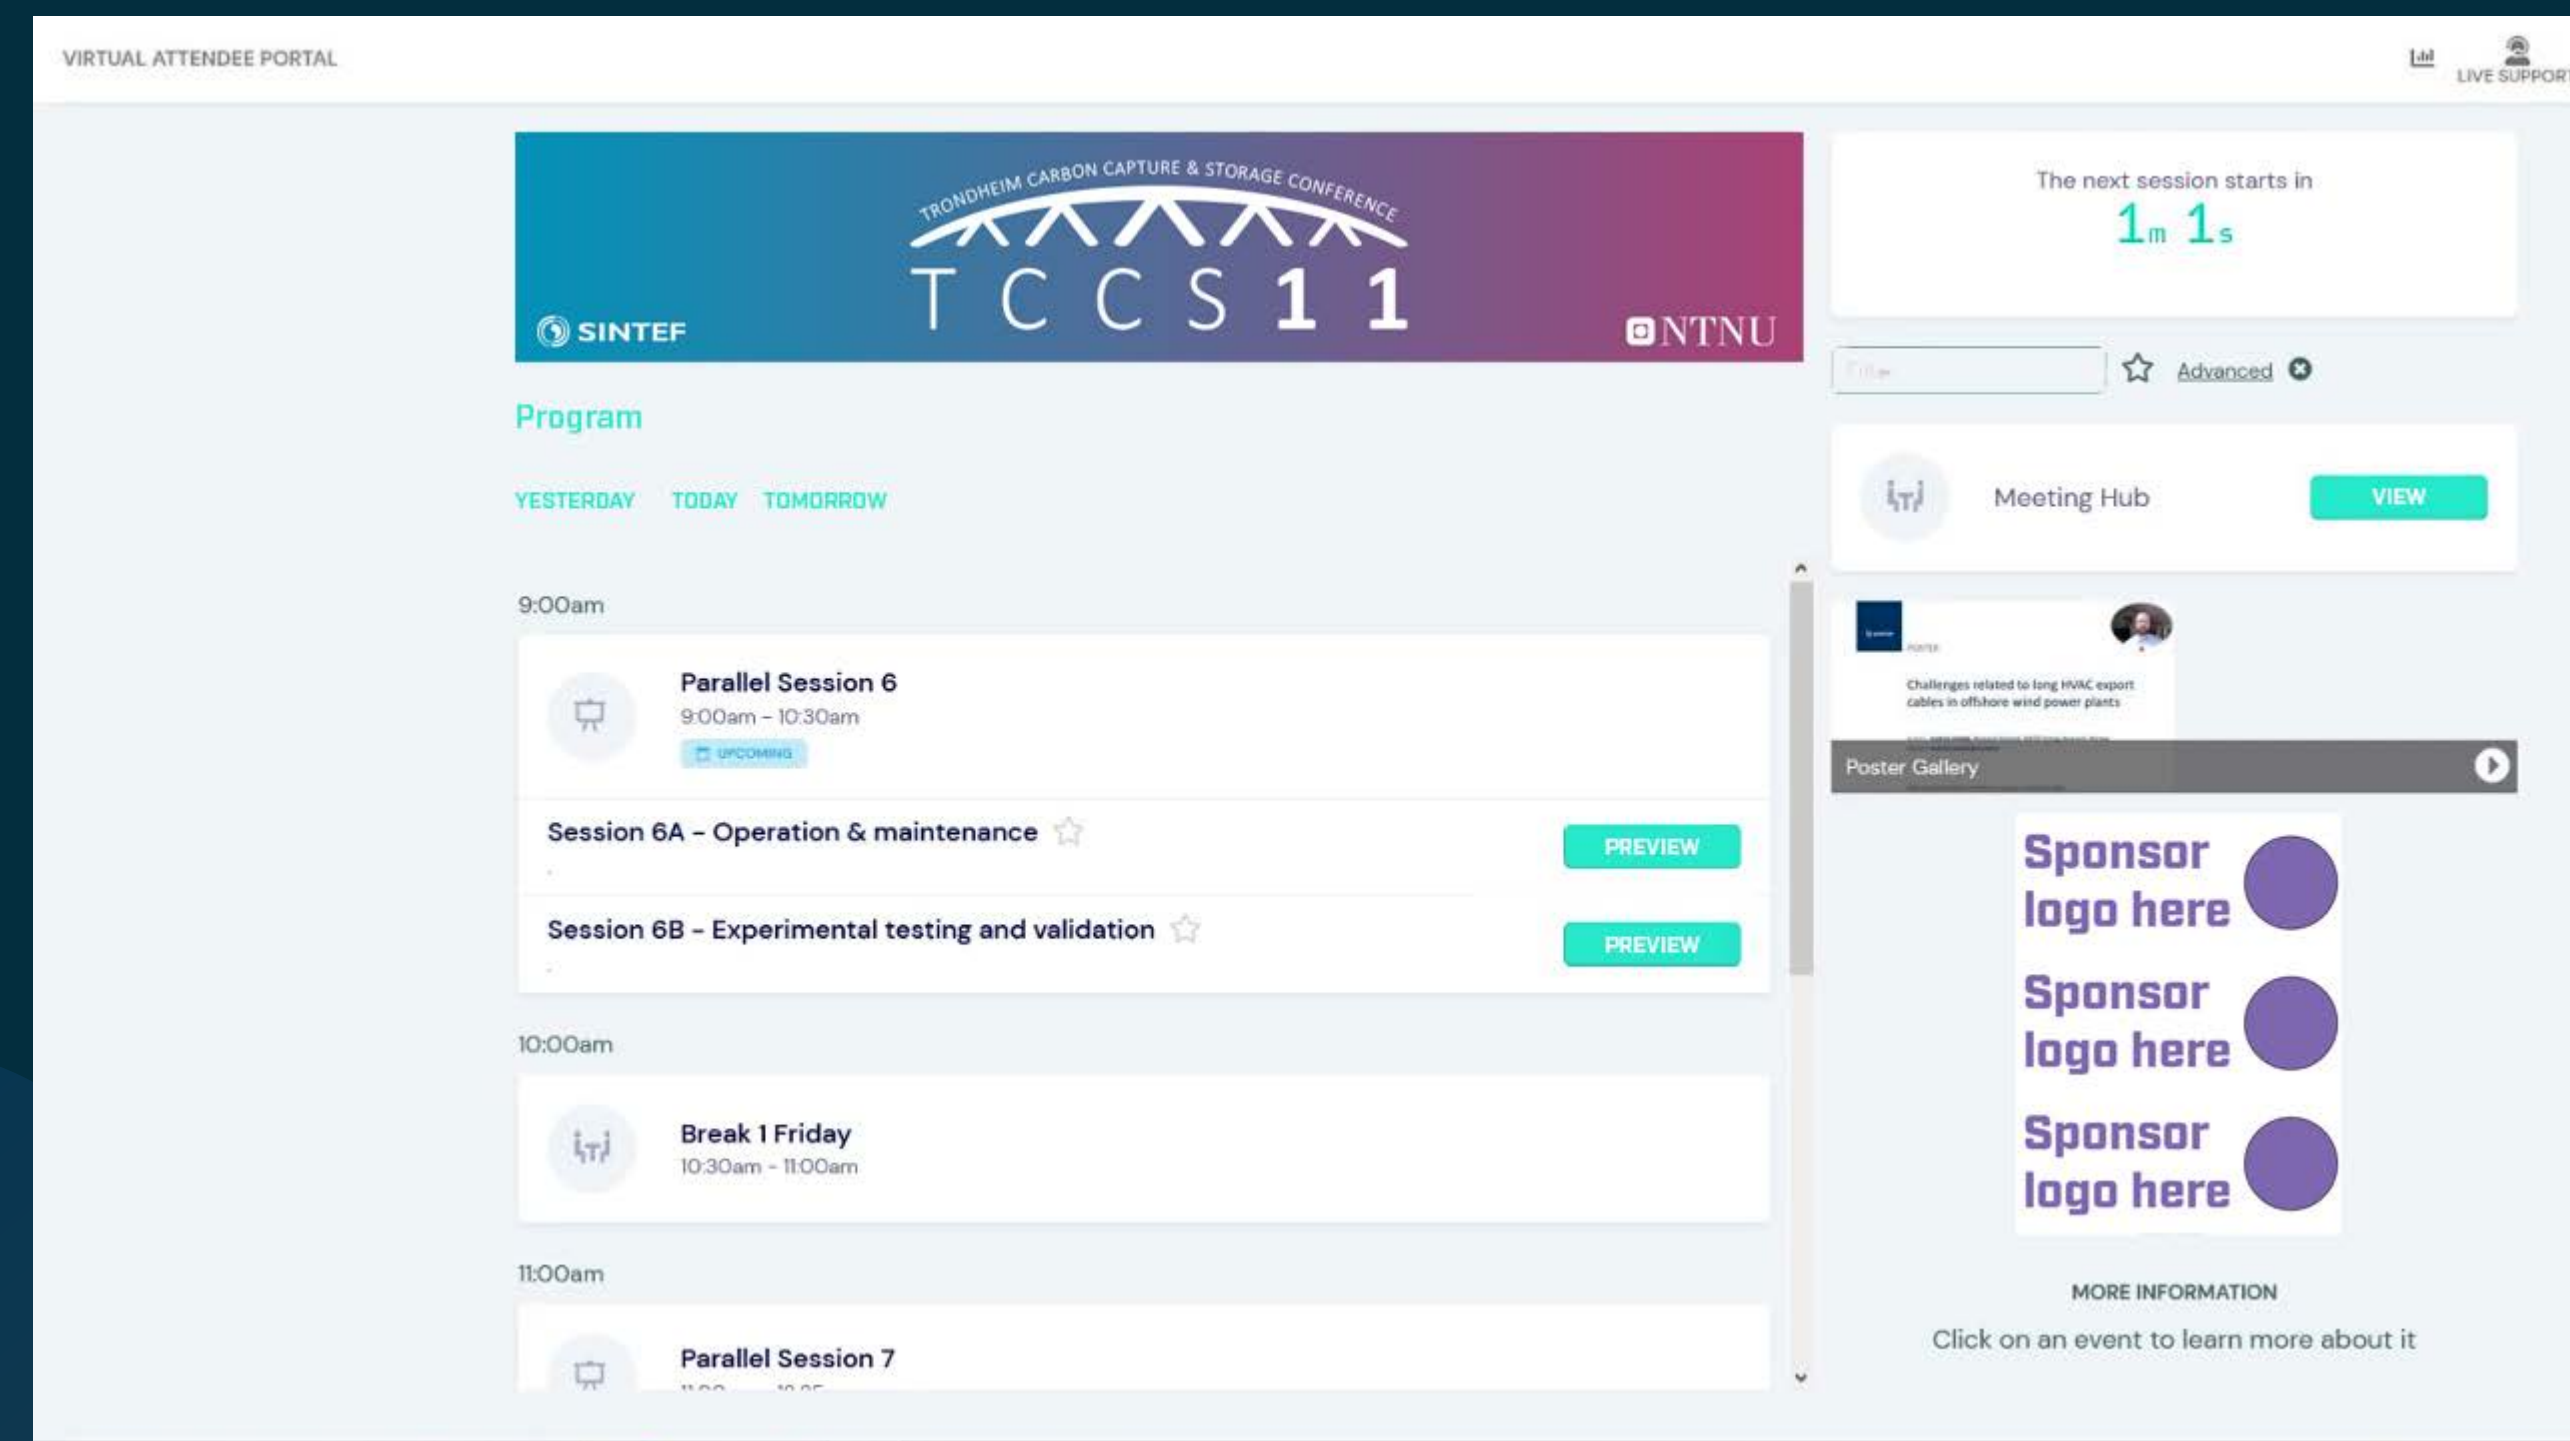 VIRTUAL ATTENDEE PORTAL
LIVE SUPPORT
TRONDHEIM CARBON CAPTURE & STORAGE CONFERENCE
TCCS11
SINTEF
NTNU
The next session starts in
1m 1s
Advanced
Program
YESTERDAY TODAY TOMORROW
Meeting Hub
VIEW
9:00am
Parallel Session 6
9:00am – 10:30am
UPCOMING
Session 6A – Operation & maintenance
PREVIEW
Session 6B – Experimental testing and validation
PREVIEW
10:00am
Break 1 Friday
10:30am – 11:00am
11:00am
Parallel Session 7
POSTER
Challenges related to long HVAC export
cables in offshore wind power plants
Poster Gallery
Sponsor
logo here
Sponsor
logo here
Sponsor
logo here
MORE INFORMATION
Click on an event to learn more about it